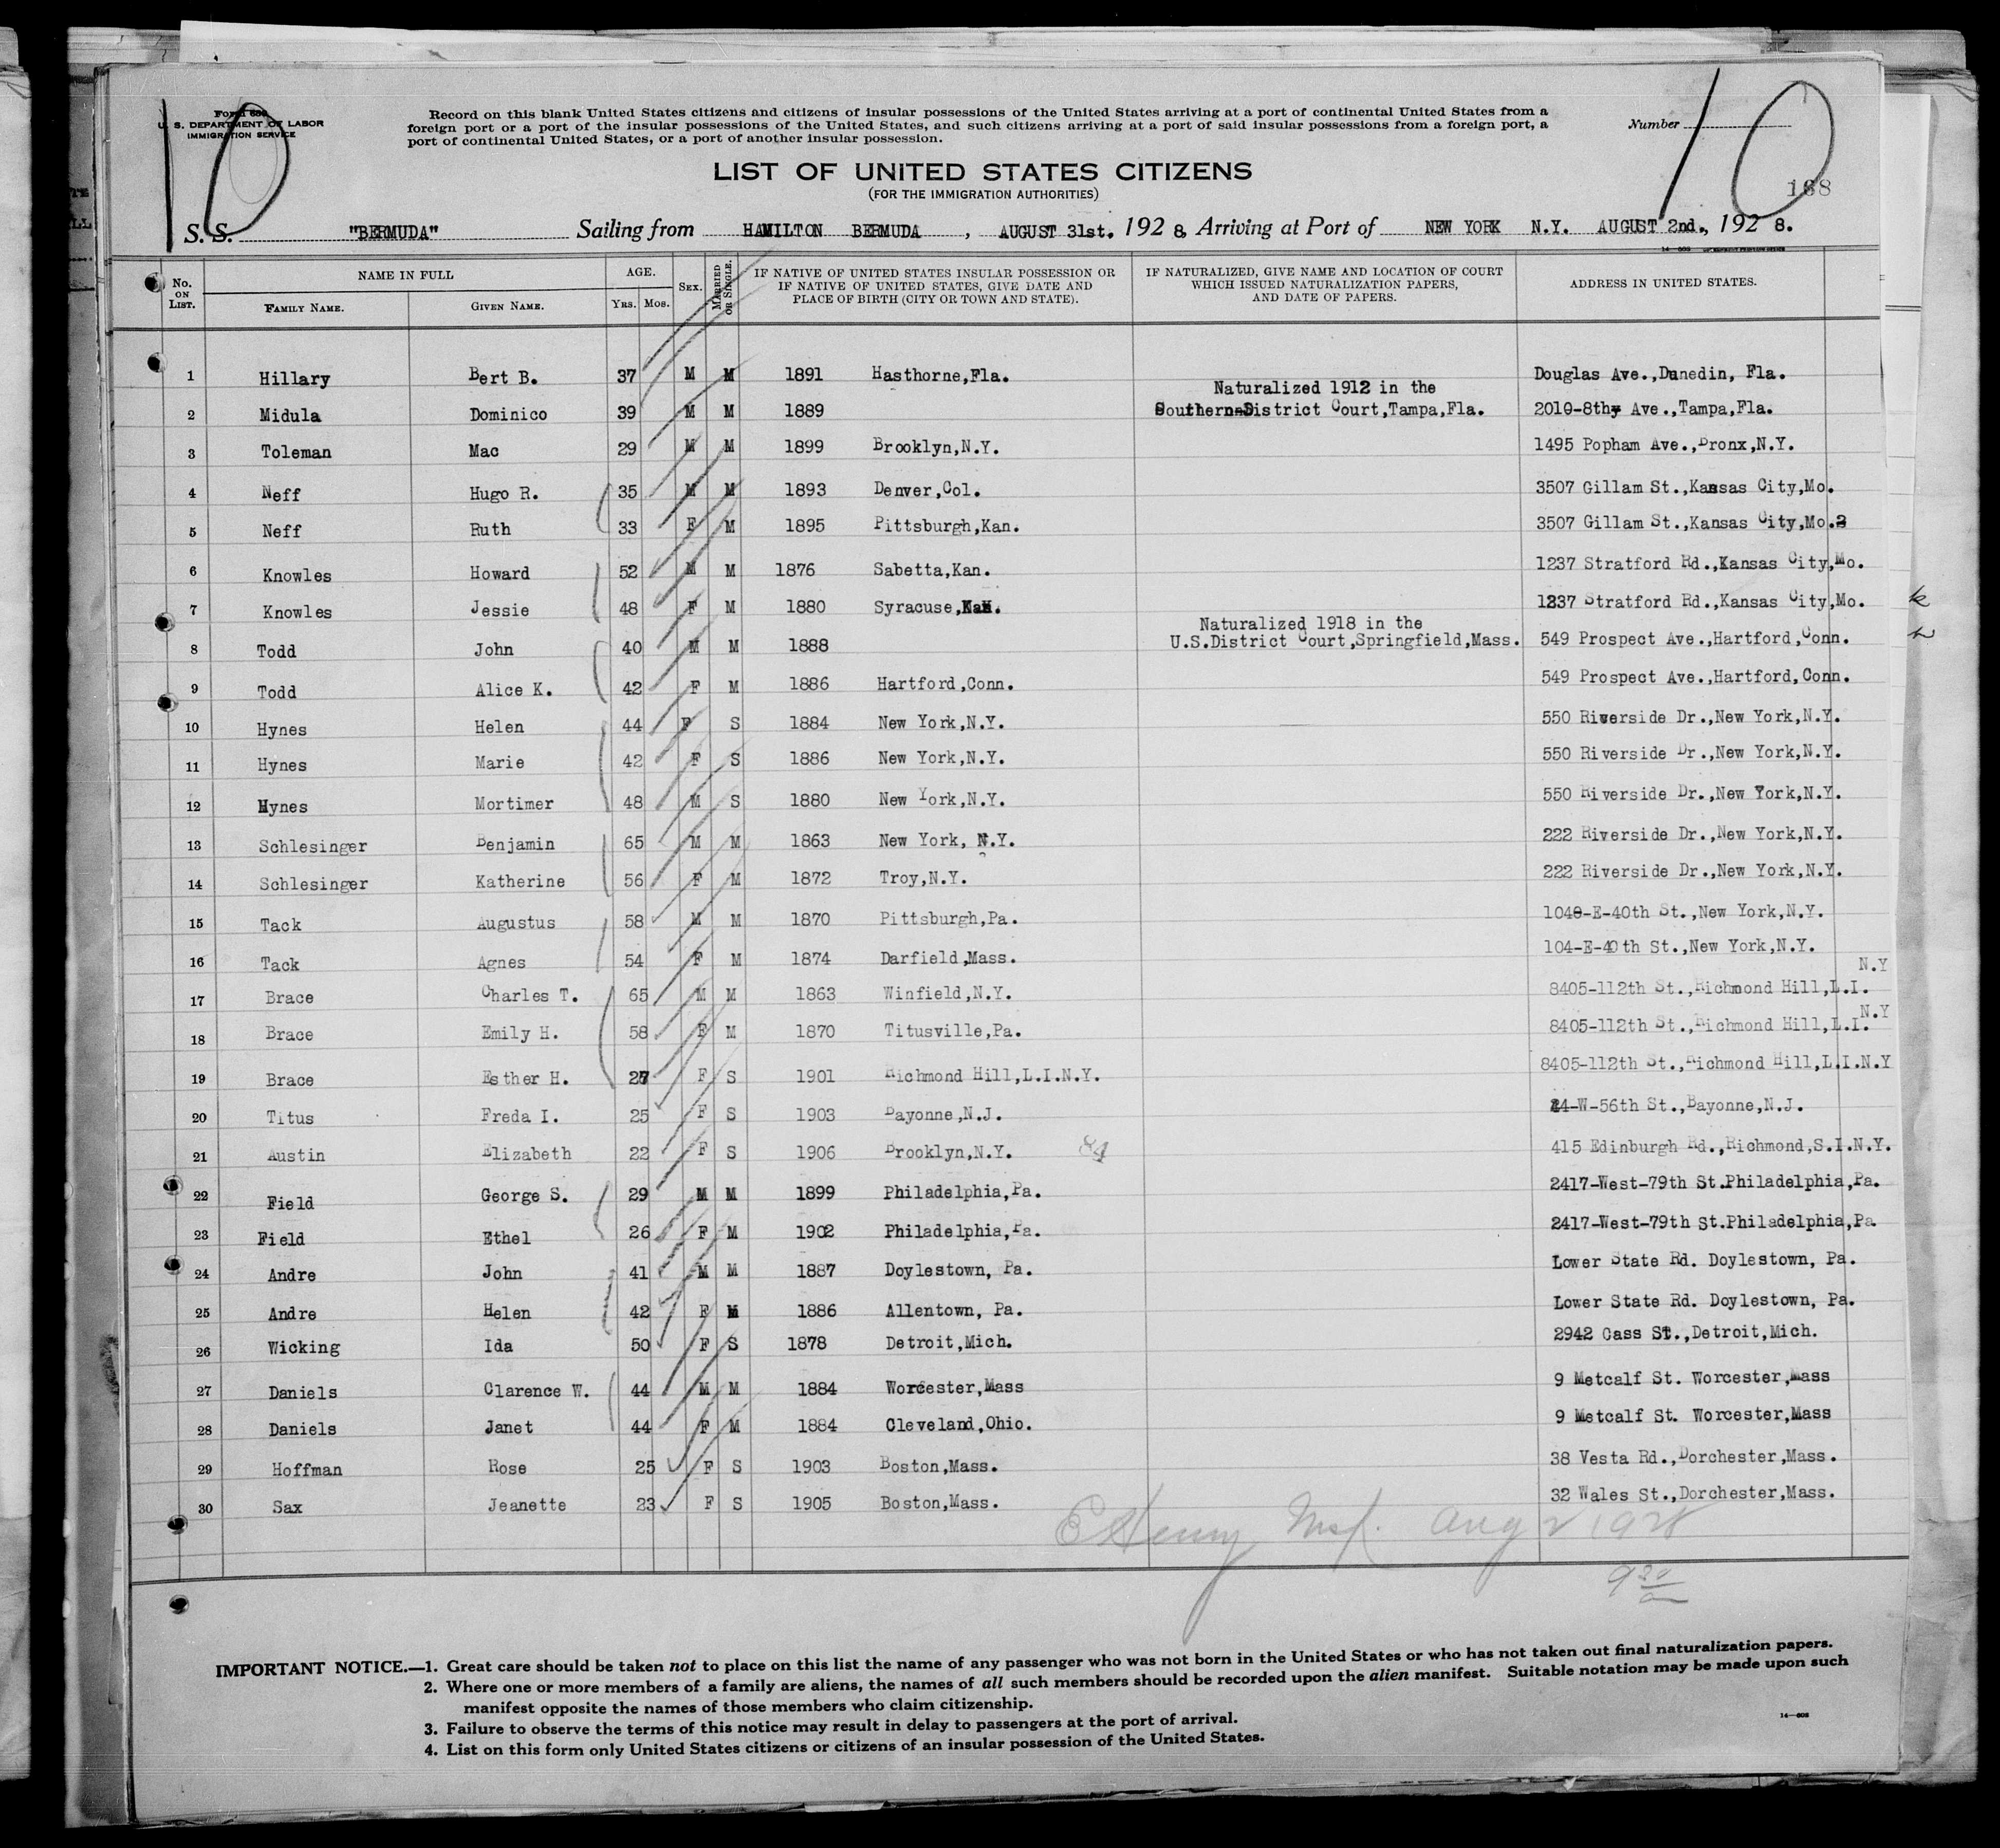 10
Form 630
U. S. DEPARTMENT OF LABOR
IMMIGRATION SERVICE
Record on this blank United States citizens and citizens of insular possessions of the United States arriving at a port of continental United States from a
foreign port or a port of the insular possessions of the United States, and such citizens arriving at a port of said insular possessions from a foreign port, a
port of continental United States, or a port of another insular possession.
Number
10
LIST OF UNITED STATES CITIZENS
(FOR THE IMMIGRATION AUTHORITIES)
168
S. S. "BERMUDA" Sailing from HAMILTON BERMUDA , AUGUST 31st. 192 8, Arriving at Port of NEW YORK N.Y. AUGUST 2nd., 192 8.
No. ON LIST. NAME IN FULL FAMILY NAME. GIVEN NAME. AGE. YRS. MOS. SEX. MARRIED OR SINGLE. IF NATIVE OF UNITED STATES INSULAR POSSESSION OR IF NATIVE OF UNITED STATES, GIVE DATE AND PLACE OF BIRTH (CITY OR TOWN AND STATE). IF NATURALIZED, GIVE NAME AND LOCATION OF COURT WHICH ISSUED NATURALIZATION PAPERS, AND DATE OF PAPERS. ADDRESS IN UNITED STATES.
1 Hillary Bert B. 37 M M 1891 Hasthorne,Fla. Douglas Ave.,Dunedin, Fla.
Naturalized 1912 in the
2 Midula Dominico 39 M M 1889 Southern District Court,Tampa,Fla. 2010-8th Ave.,Tampa,Fla.
3 Toleman Mac 29 M M 1899 Brooklyn,N.Y. 1495 Popham Ave.,Bronx,N.Y.
4 Neff Hugo R. 35 M M 1893 Denver,Col. 3507 Gillam St.,Kansas City,Mo.
5 Neff Ruth 33 F M 1895 Pittsburgh,Kan. 3507 Gillam St.,Kansas City,Mo.
6 Knowles Howard 52 M M 1876 Sabetta,Kan. 1237 Stratford Rd.,Kansas City,Mo.
7 Knowles Jessie 48 F M 1880 Syracuse,Kan. 1237 Stratford Rd.,Kansas City,Mo.
Naturalized 1918 in the
8 Todd John 40 M M 1888 U.S.District Court,Springfield,Mass. 549 Prospect Ave.,Hartford,Conn.
9 Todd Alice K. 42 F M 1886 Hartford,Conn. 549 Prospect Ave.,Hartford,Conn.
10 Hynes Helen 44 F S 1884 New York,N.Y. 550 Riverside Dr.,New York,N.Y.
11 Hynes Marie 42 F S 1886 New York,N.Y. 550 Riverside Dr.,New York,N.Y.
12 Hynes Mortimer 48 M S 1880 New York,N.Y. 550 Riverside Dr.,New York,N.Y.
13 Schlesinger Benjamin 65 M M 1863 New York, N.Y. 222 Riverside Dr.,New York,N.Y.
14 Schlesinger Katherine 56 F M 1872 Troy,N.Y. 222 Riverside Dr.,New York,N.Y.
15 Tack Augustus 58 M M 1870 Pittsburgh,Pa. 104-E-40th St.,New York,N.Y.
16 Tack Agnes 54 F M 1874 Darfield,Mass. 104-E-40th St.,New York,N.Y.
17 Brace Charles T. 65 M M 1863 Winfield,N.Y. 8405-112th St.,Richmond Hill,L.I. N.Y
18 Brace Emily H. 58 F M 1870 Titusville,Pa. 8405-112th St.,Richmond Hill,L.I. N.Y
19 Brace Esther H. 27 F S 1901 Richmond Hill,L.I.N.Y. 8405-112th St.,Richmond Hill,L.I.N.Y
20 Titus Freda I. 25 F S 1903 Bayonne,N.J. 44-W-56th St.,Bayonne,N.J.
21 Austin Elizabeth 22 F S 1906 Brooklyn,N.Y. 84 415 Edinburgh Rd.,Richmond,S.I.N.Y.
22 Field George S. 29 M M 1899 Philadelphia,Pa. 2417-West-79th St.Philadelphia,Pa.
23 Field Ethel 26 F M 1902 Philadelphia,Pa. 2417-West-79th St.Philadelphia,Pa
24 Andre John 41 M M 1887 Doylestown, Pa. Lower State Rd. Doylestown, Pa.
25 Andre Helen 42 F M 1886 Allentown, Pa. Lower State Rd. Doylestown, Pa.
26 Wicking Ida 50 F S 1878 Detroit,Mich. 2942 Cass St.,Detroit,Mich.
27 Daniels Clarence W. 44 M M 1884 Worcester,Mass 9 Metcalf St. Worcester,Mass
28 Daniels Janet 44 F M 1884 Cleveland,Ohio. 9 Metcalf St. Worcester,Mass
29 Hoffman Rose 25 F S 1903 Boston,Mass. 38 Vesta Rd.,Dorchester,Mass.
30 Sax Jeanette 23 F S 1905 Boston,Mass. 32 Wales St.,Dorchester,Mass.
E Henry Insp. Aug 2 1928
9 30
IMPORTANT NOTICE.—1. Great care should be taken not to place on this list the name of any passenger who was not born in the United States or who has not taken out final naturalization papers.
2. Where one or more members of a family are aliens, the names of all such members should be recorded upon the alien manifest. Suitable notation may be made upon such
manifest opposite the names of those members who claim citizenship.
3. Failure to observe the terms of this notice may result in delay to passengers at the port of arrival.
4. List on this form only United States citizens or citizens of an insular possession of the United States.
14—608